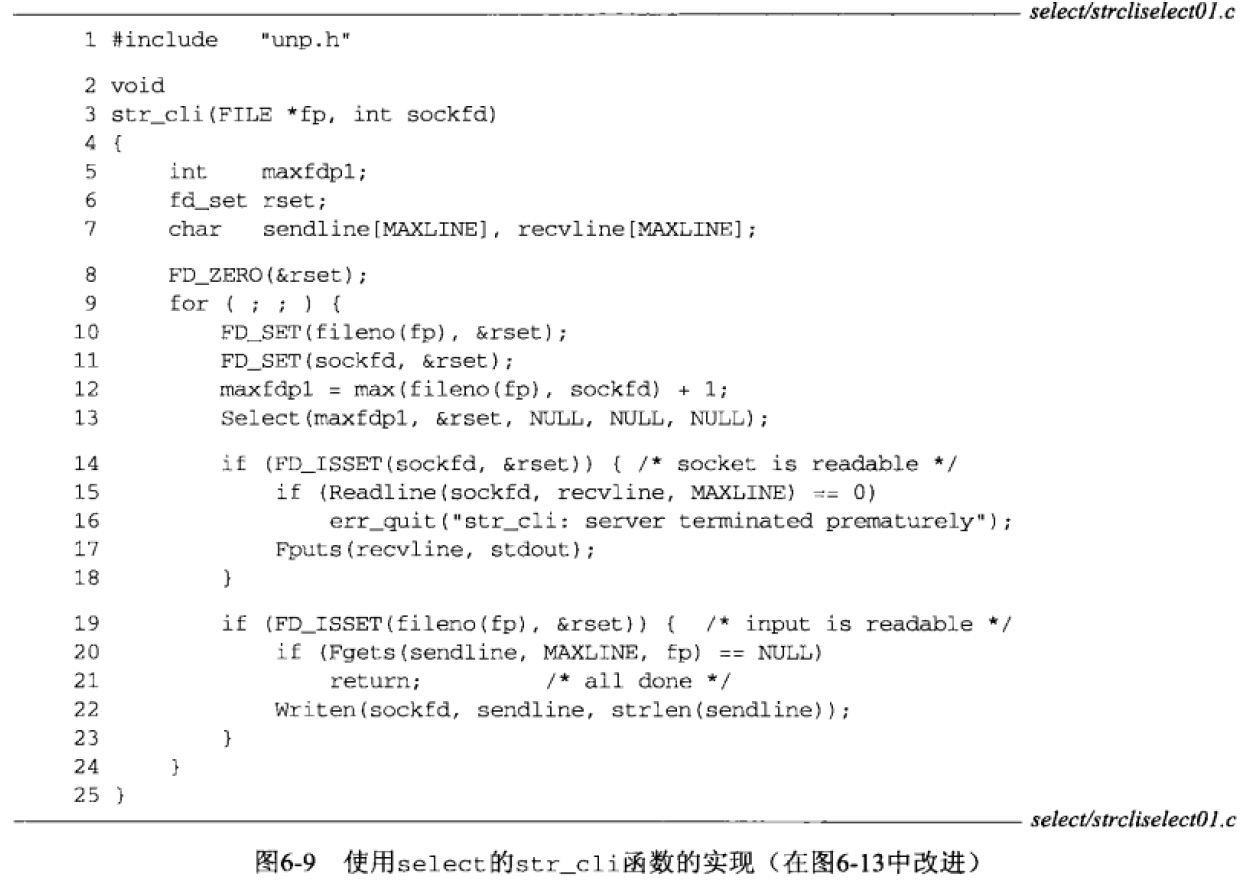 select/strcliselect01.c
1 #include "unp.h"
2 void
3 str_cli(FILE *fp, int sockfd)
4 {
5 int maxfdp1;
6 fd_set rset;
7 char sendline[MAXLINE], recvline[MAXLINE];
8 FD_ZERO(&rset);
9 for ( ; ; ) {
10 FD_SET(fileno(fp), &rset);
11 FD_SET(sockfd, &rset);
12 maxfdp1 = max(fileno(fp), sockfd) + 1;
13 Select(maxfdp1, &rset, NULL, NULL, NULL);
14 if (FD_ISSET(sockfd, &rset)) { /* socket is readable */
15 if (Readline(sockfd, recvline, MAXLINE) == 0)
16 err_quit("str_cli: server terminated prematurely");
17 Fputs(recvline, stdout);
18 }
19 if (FD_ISSET(fileno(fp), &rset)) { /* input is readable */
20 if (Fgets(sendline, MAXLINE, fp) == NULL)
21 return; /* all done */
22 Writen(sockfd, sendline, strlen(sendline));
23 }
24 }
25 }
select/strcliselect01.c
图6-9 使用select的str_cli函数的实现（在图6-13中改进）